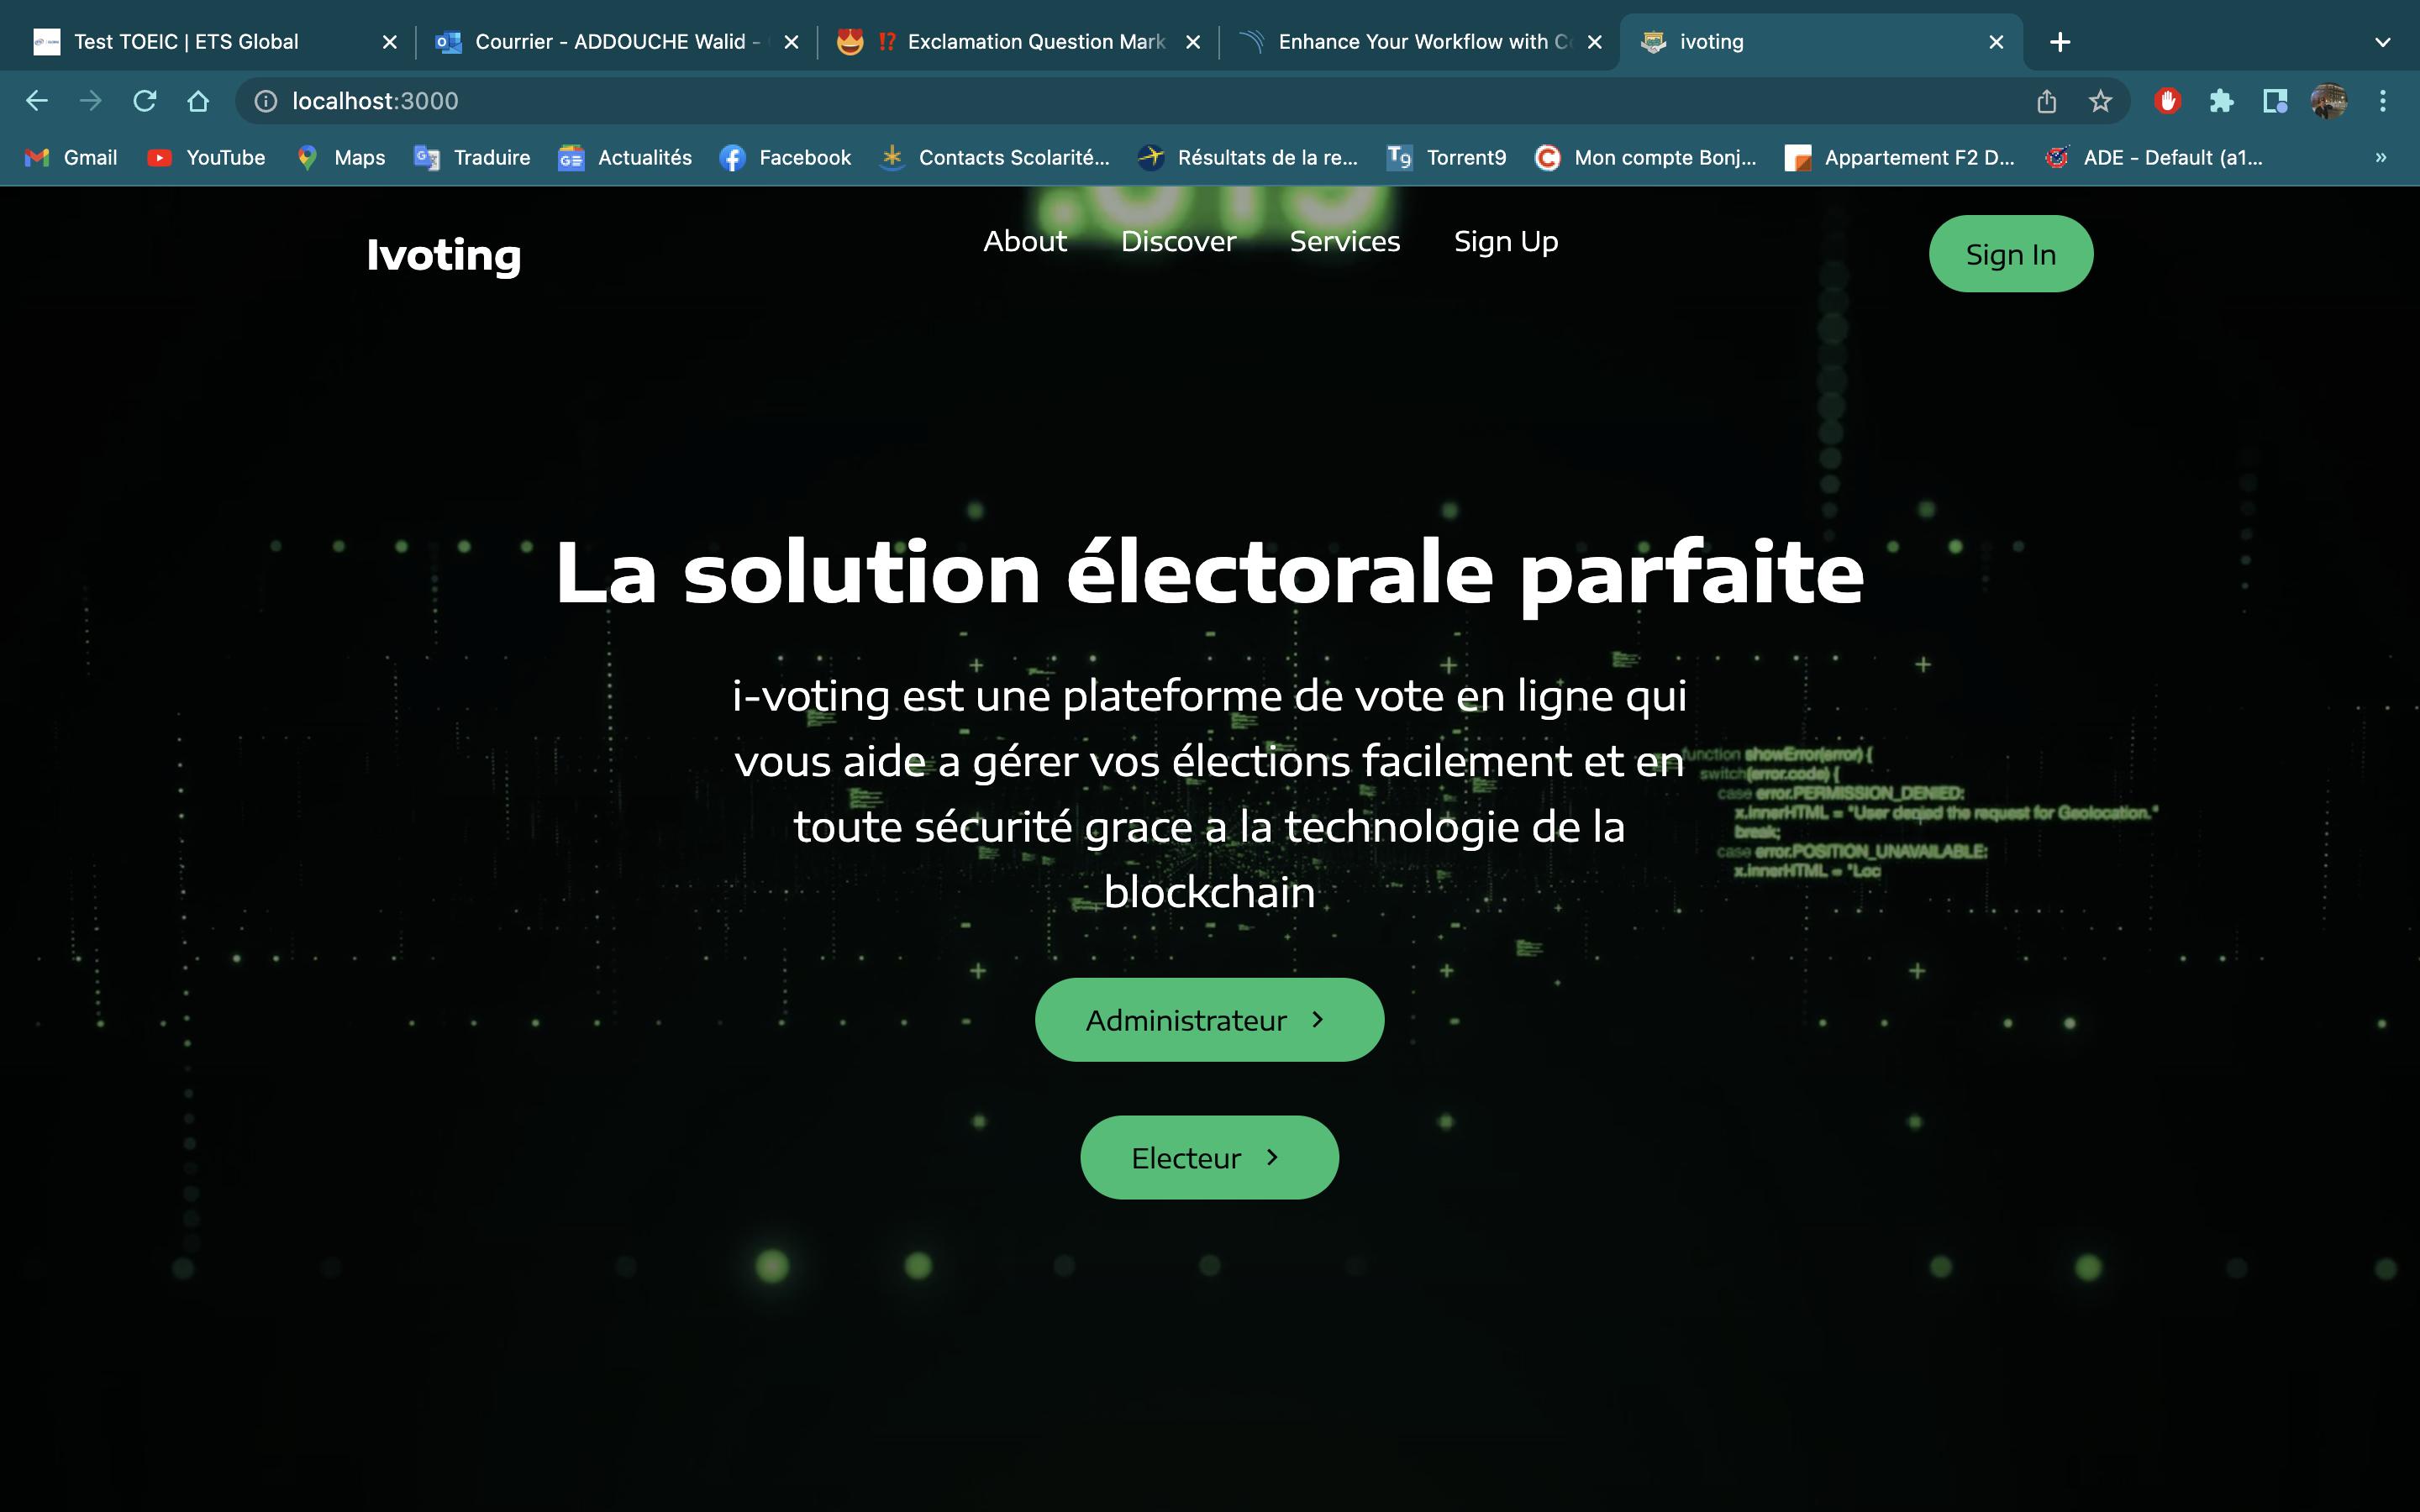 Test TOEIC | ETS Global
Courrier - ADDOUCHE Walid -
⁉ Exclamation Question Mark
Enhance Your Workflow with
ivoting
localhost:3000
Gmail
YouTube
Maps
Traduire
Actualités
Facebook
Contacts Scolarité...
Résultats de la re...
Torrent9
Mon compte Bonj...
Appartement F2 D...
ADE - Default (a1...
»
Ivoting
About
Discover
Services
Sign Up
Sign In
La solution électorale parfaite
i-voting est une plateforme de vote en ligne qui
vous aide a gérer vos élections facilement et en
toute sécurité grace a la technologie de la
blockchain
function showError(error) {
switch(error.code) {
case error.PERMISSION_DENIED:
x.innerHTML = "User denied the request for Geolocation."
break;
case error.POSITION_UNAVAILABLE:
x.innerHTML = "Loc
Administrateur
Electeur